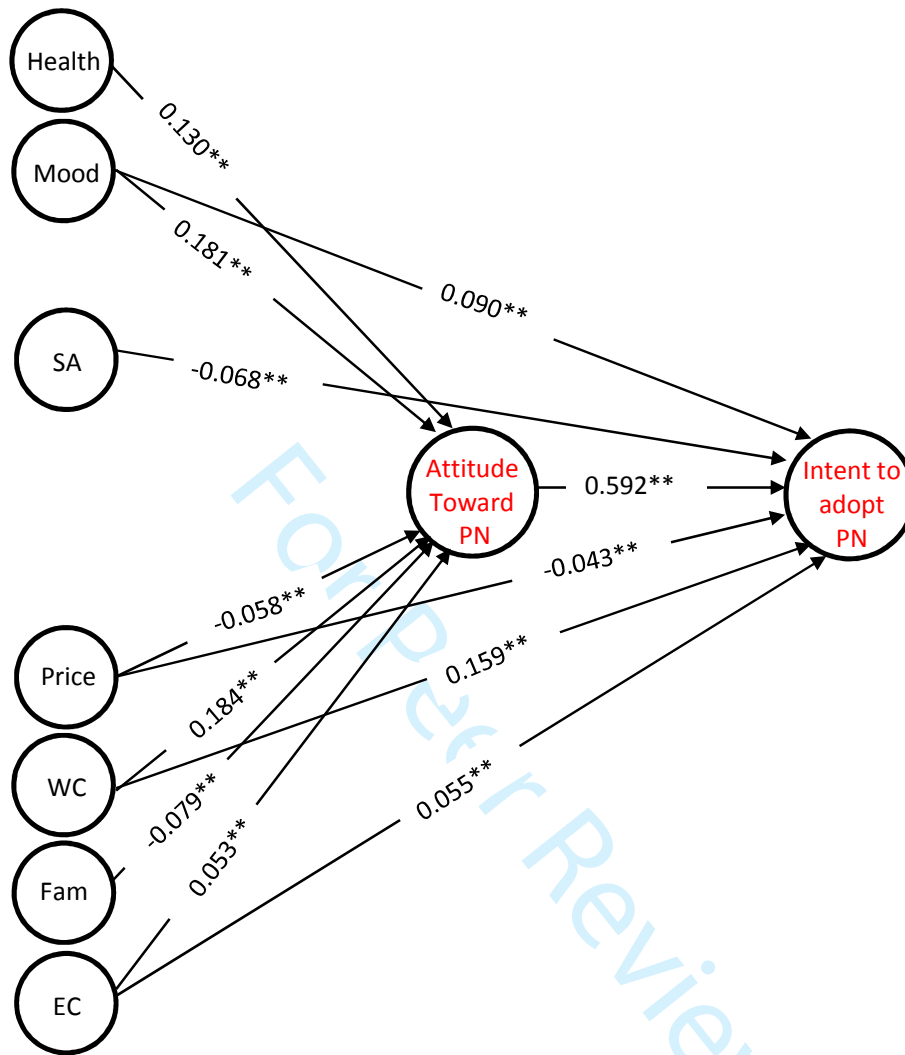 Health
0.130**
Mood
0.181**
0.090**
SA
-0.068**
Attitude
Toward
PN
0.592**
Intent to
adopt
PN
-0.058**
-0.043**
Price
0.184**
0.159**
WC
-0.079**
0.055**
Fam
0.053**
EC
For Peer Review